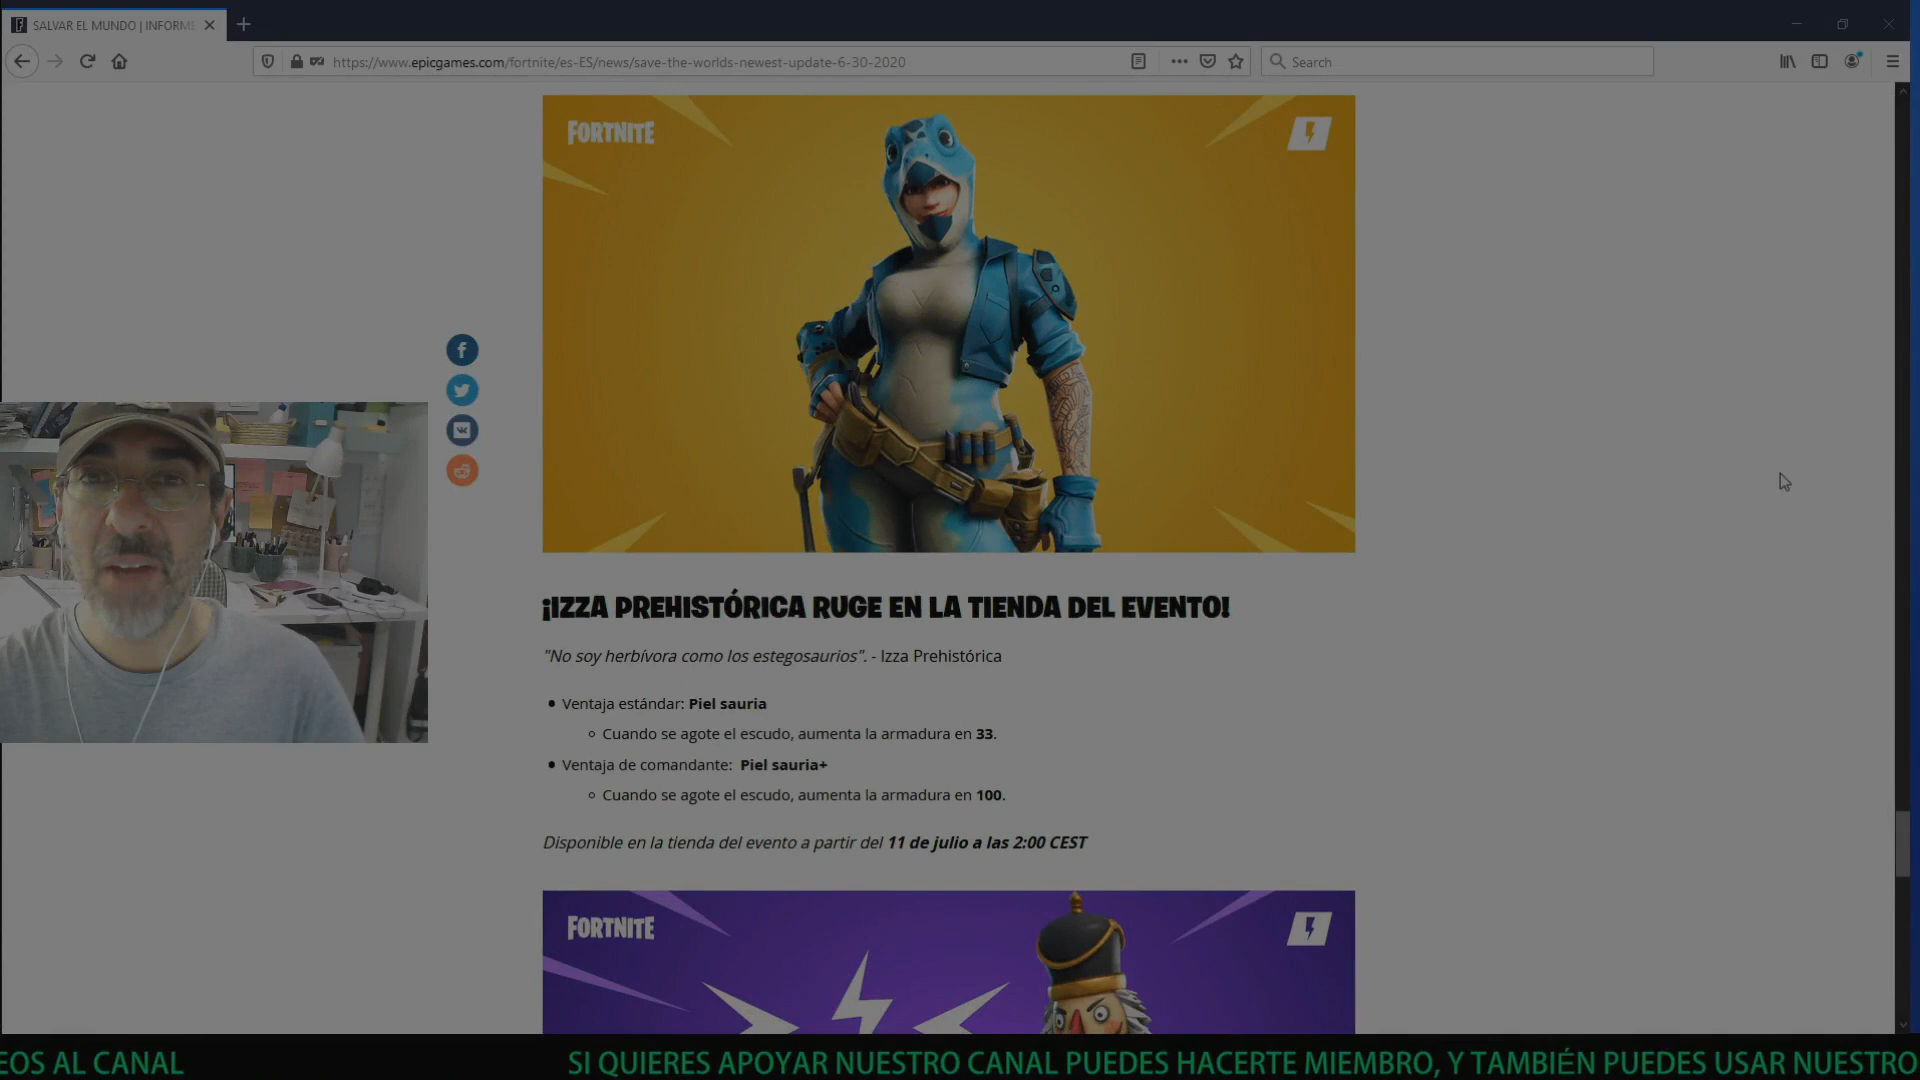 SALVAR EL MUNDO | INFORME
https://www.epicgames.com/fortnite/es-ES/news/save-the-worlds-newest-update-6-30-2020
Search
FORTNITE
¡IZZA PREHISTÓRICA RUGE EN LA TIENDA DEL EVENTO!
"No soy herbívora como los estegosaurios". - Izza Prehistórica
• Ventaja estándar: Piel sauria
○ Cuando se agote el escudo, aumenta la armadura en 33.
• Ventaja de comandante: Piel sauria+
○ Cuando se agote el escudo, aumenta la armadura en 100.
Disponible en la tienda del evento a partir del 11 de julio a las 2:00 CEST
FORTNITE
EOS AL CANAL SI QUIERES APOYAR NUESTRO CANAL PUEDES HACERTE MIEMBRO, Y TAMBIÉN PUEDES USAR NUESTRO